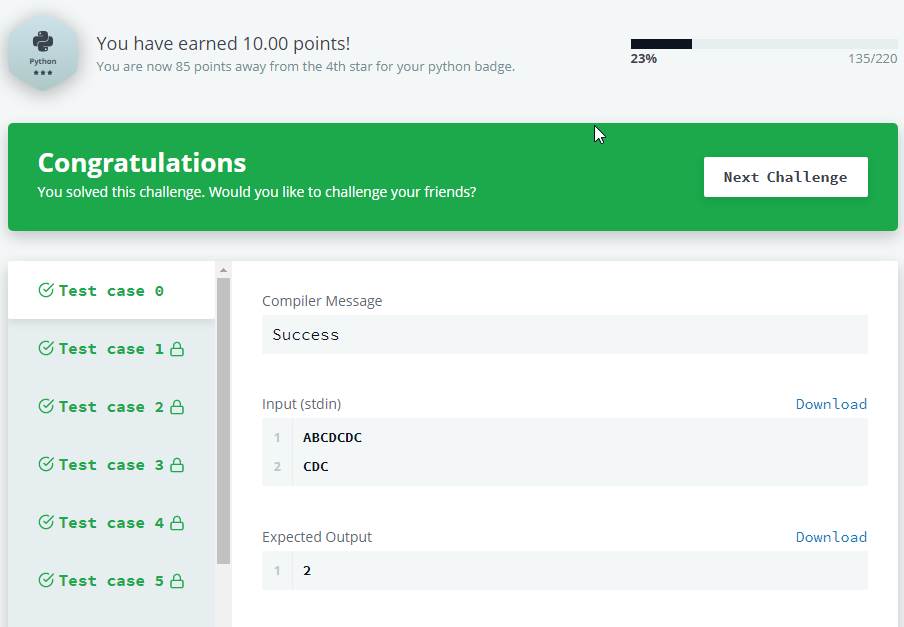 You have earned 10.00 points!
Python
You are now 85 points away from the 4th star for your python badge.
23%
135/220
Congratulations
You solved this challenge. Would you like to challenge your friends?
Next Challenge
Test case 0
Test case 1
Test case 2
Test case 3
Test case 4
Test case 5
Compiler Message
Success
Input (stdin)
Download
1 ABCDCDC
2 CDC
Expected Output
Download
1 2